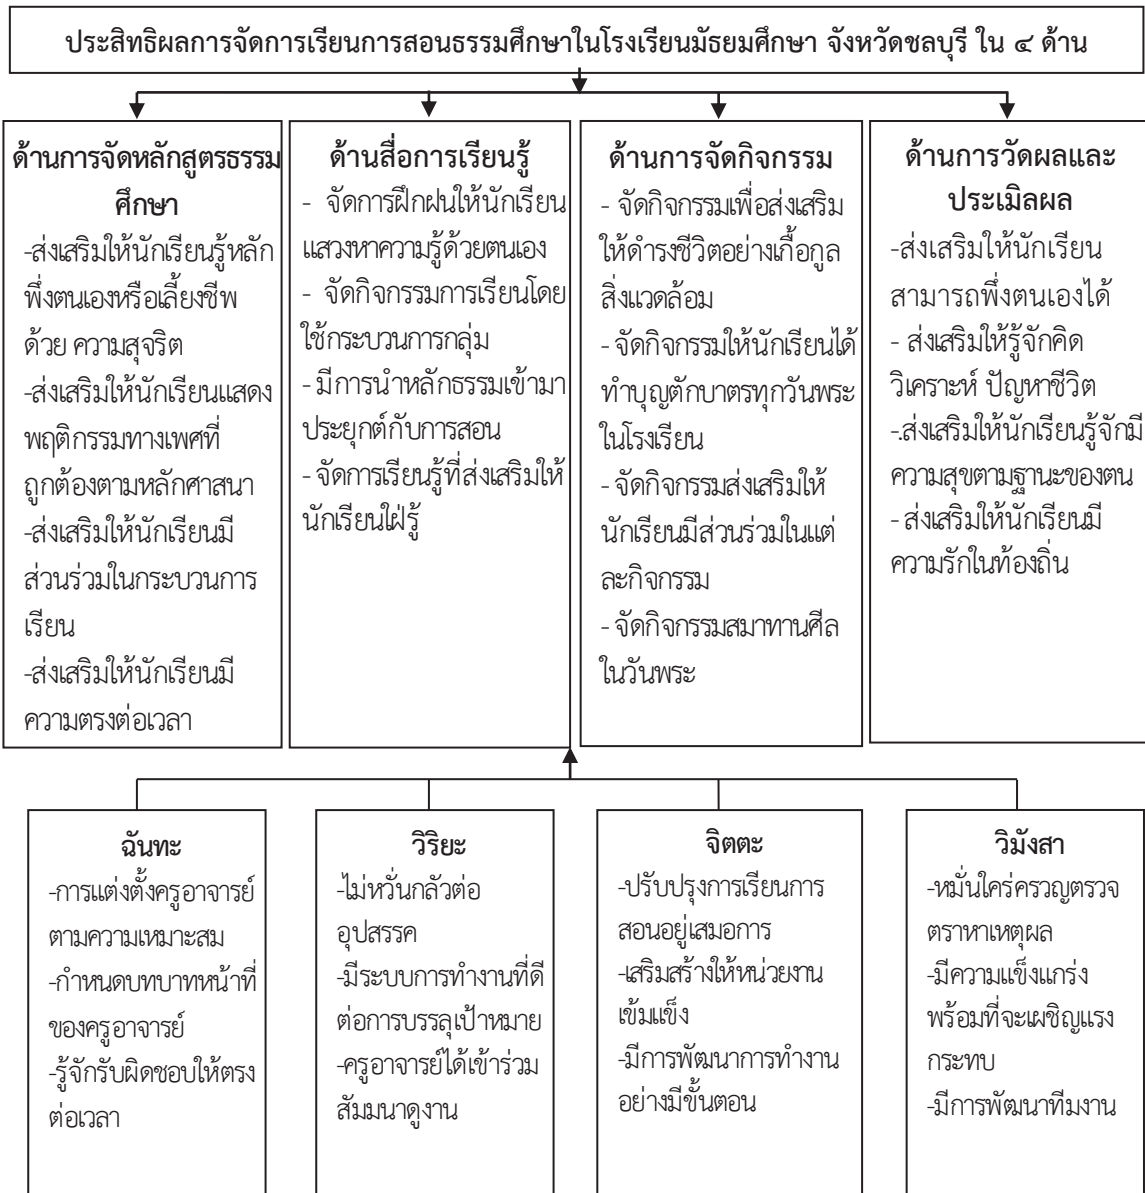 ประสิทธิผลการจัดการเรียนการสอนธรรมศึกษาในโรงเรียนมัธยมศึกษา จังหวัดชลบุรี ใน ๔ ด้าน
ด้านการจัดหลักสูตรธรรม
ศึกษา
-ส่งเสริมให้นักเรียนรู้หลัก
พึ่งตนเองหรือเลี้ยงชีพ
ด้วย ความสุจริต
-ส่งเสริมให้นักเรียนแสดง
พฤติกรรมทางเพศที่
ถูกต้องตามหลักศาสนา
-ส่งเสริมให้นักเรียนมี
ส่วนร่วมในกระบวนการ
เรียน
-ส่งเสริมให้นักเรียนมี
ความตรงต่อเวลา
ด้านสื่อการเรียนรู้
- จัดการฝึกฝนให้นักเรียน
แสวงหาความรู้ด้วยตนเอง
- จัดกิจกรรมการเรียนโดย
ใช้กระบวนการกลุ่ม
- มีการนำหลักธรรมเข้ามา
ประยุกต์กับการสอน
- จัดการเรียนรู้ที่ส่งเสริมให้
นักเรียนใฝ่รู้
ด้านการจัดกิจกรรม
- จัดกิจกรรมเพื่อส่งเสริม
ให้ดำรงชีวิตอย่างเกื้อกูล
สิ่งแวดล้อม
- จัดกิจกรรมให้นักเรียนได้
ทำบุญตักบาตรทุกวันพระ
ในโรงเรียน
- จัดกิจกรรมส่งเสริมให้
นักเรียนมีส่วนร่วมในแต่
ละกิจกรรม
- จัดกิจกรรมสมาทานศีล
ในวันพระ
ด้านการวัดผลและ
ประเมิลผล
-ส่งเสริมให้นักเรียน
สามารถพึ่งตนเองได้
- ส่งเสริมให้รู้จักคิด
วิเคราะห์ ปัญหาชีวิต
-.ส่งเสริมให้นักเรียนรู้จักมี
ความสุขตามฐานะของตน
- ส่งเสริมให้นักเรียนมี
ความรักในท้องถิ่น
ฉันทะ
-การแต่งตั้งครูอาจารย์
ตามความเหมาะสม
-กำหนดบทบาทหน้าที่
ของครูอาจารย์
-รู้จักรับผิดชอบให้ตรง
ต่อเวลา
วิริยะ
-ไม่หวั่นกลัวต่อ
อุปสรรค
-มีระบบการทำงานที่ดี
ต่อการบรรลุเป้าหมาย
-ครูอาจารย์ได้เข้าร่วม
สัมมนาดูงาน
จิตตะ
-ปรับปรุงการเรียนการ
สอนอยู่เสมอการ
-เสริมสร้างให้หน่วยงาน
เข้มแข็ง
-มีการพัฒนาการทำงาน
อย่างมีขั้นตอน
วิมังสา
-หมั่นใคร่ครวญตรวจ
ตราหาเหตุผล
-มีความแข็งแกร่ง
พร้อมที่จะเผชิญแรง
กระทบ
-มีการพัฒนาทีมงาน